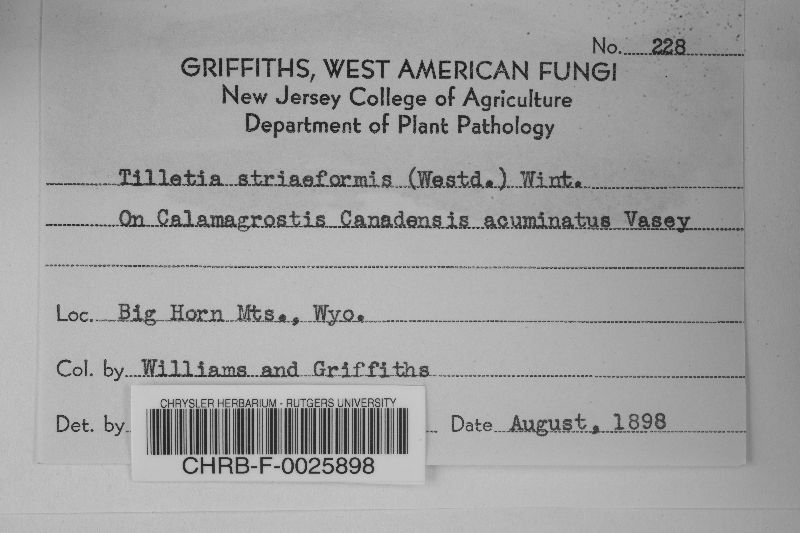 No. 228
GRIFFITHS, WEST AMERICAN FUNGI
New Jersey College of Agriculture
Department of Plant Pathology
Tilletia striaeformis (Westd.) Wint.
On Calamagrostis Canadensis acuminatus Vasey
Loc. Big Horn Mts., Wyo.
Col. by Williams and Griffiths
Det. by
Date August, 1898
CHRYSLER HERBARIUM - RUTGERS UNIVERSITY
CHRB-F-0025898